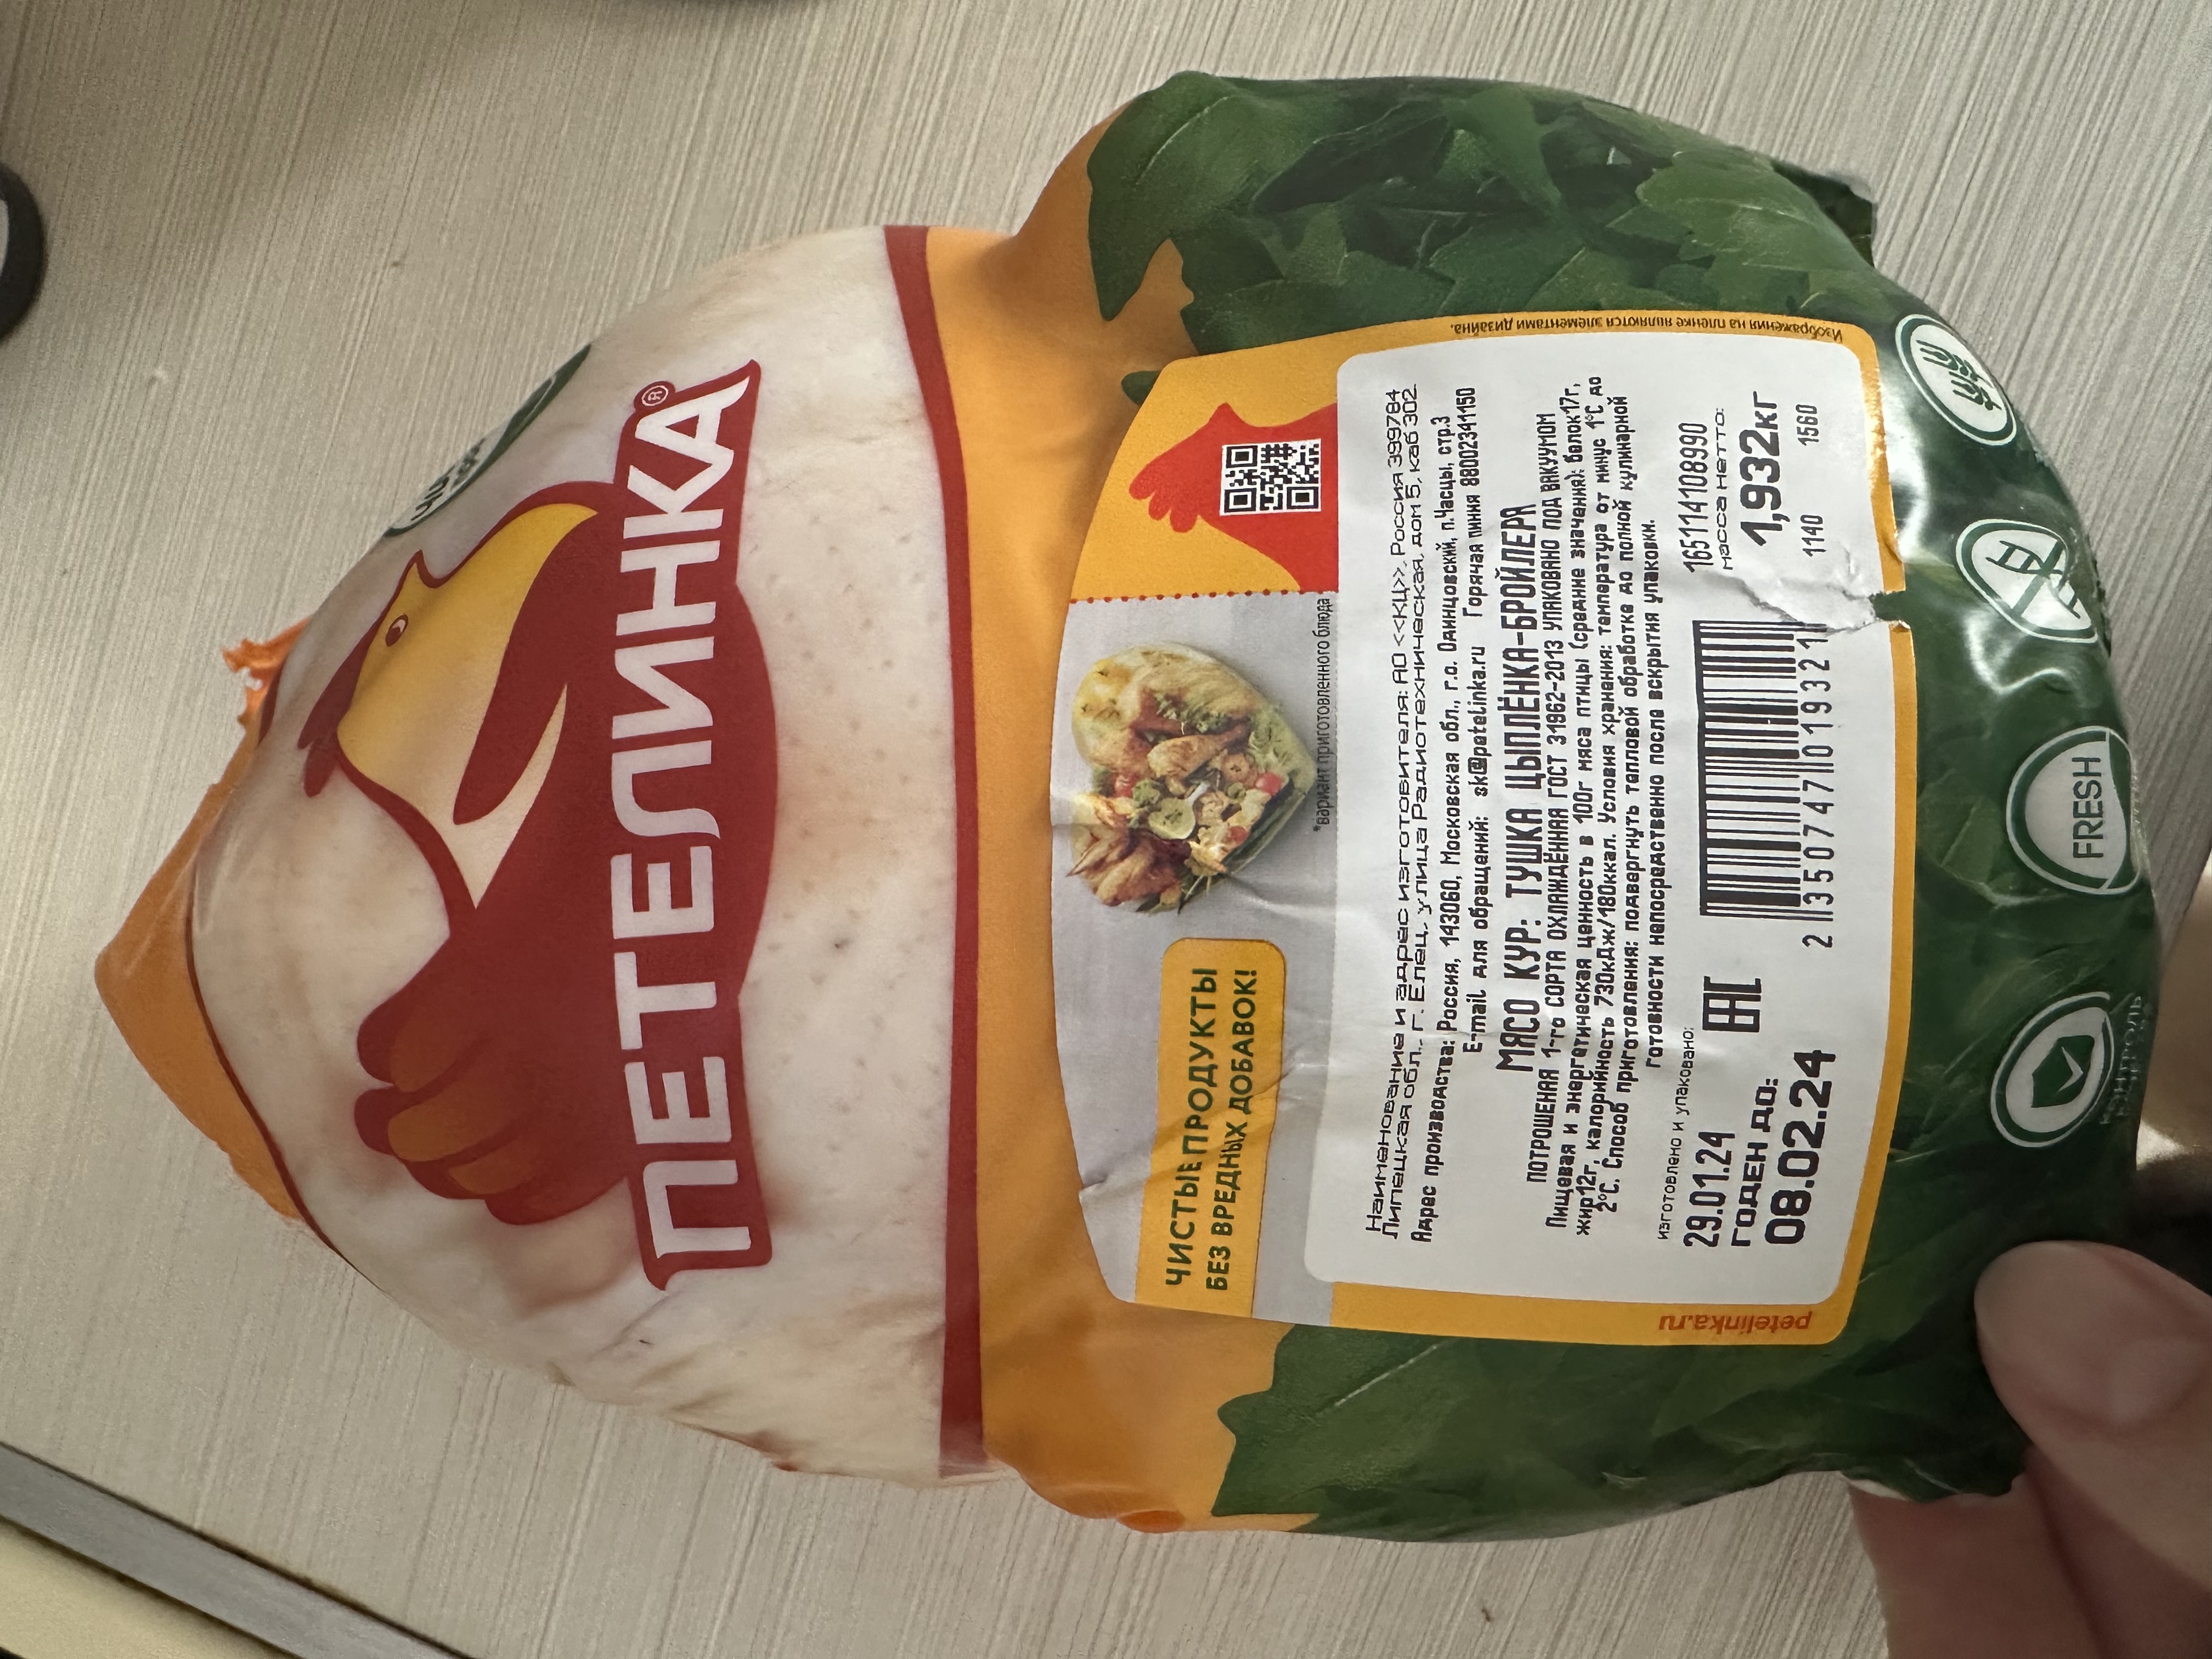 ПЕТЕЛИНКА®
ЧИСТЫЕ ПРОДУКТЫ
БЕЗ ВРЕДНЫХ ДОБАВОК!
*вариант приготовленного блюда
Изображения на пленке являются элементами дизайна.
Наименование и адрес изготовителя: АО <<КЦ>>, Россия 399784
Липецкая обл., г. Елец, улица Радиотехническая, дом 5, каб 302
Адрес производства: Россия, 143060, Московская обл., г.о. Одинцовский, п.Часцы, стр.3
E-mail для обращений: sk@petelinka.ru Горячая линия 88002341150
МЯСО КУР: ТУШКА ЦЫПЛЁНКА-БРОЙЛЕРА
ПОТРОШЕНАЯ 1-го СОРТА ОХЛАЖДЁННАЯ ГОСТ 31962-2013 УПАКОВАНО ПОД ВАКУУМОМ
Пищевая и энергетическая ценность в 100г мяса птицы (средние значения): белок17г,
жир12г, калорийность 730кДж/180ккал. Условия хранения: температура от минус 1°С до
2°С. Способ приготовления: подвергнуть тепловой обработке до полной кулинарной
готовности непосредственно после вскрытия упаковки.
изготовлено и упаковано:
29.01.24
ГОДЕН ДО:
08.02.24
EAC
2 350747 019321
1651141108990
масса нетто:
1,932кг
1140 1560
petelinka.ru
FRESH